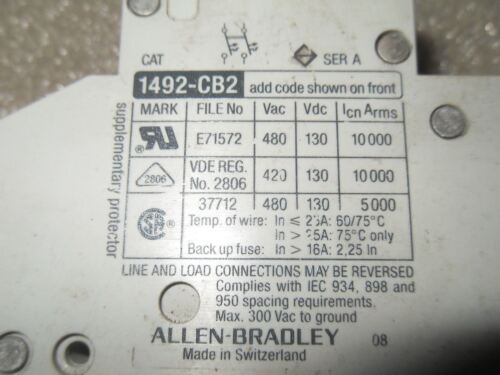 CAT SER A
1492-CB2 add code shown on front
MARK FILE No Vac Vdc Icn Arms
E71572 480 130 10000
2806 VDE REG. No. 2806 420 130 10000
37712 480 130 5000
Temp. of wire: In ≤ 25A: 60/75°C
In > 25A: 75°C only
Back up fuse: In > 16A: 2,25 In
supplementary protector
LINE AND LOAD CONNECTIONS MAY BE REVERSED
Complies with IEC 934, 898 and
950 spacing requirements.
Max. 300 Vac to ground
ALLEN-BRADLEY 08
Made in Switzerland